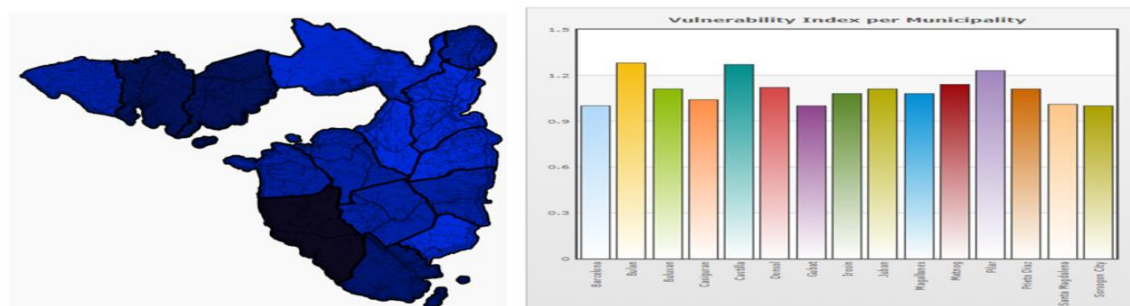 Vulnerability Index per Municipality
1.5
1.2
0.9
0.6
0.3
0
Barcelona
Bulan
Bulusan
Casiguran
Castilla
Donsol
Gubat
Irosin
Juban
Magallanes
Matnog
Pilar
Prieto Diaz
Santa Magdalena
Sorsogon City